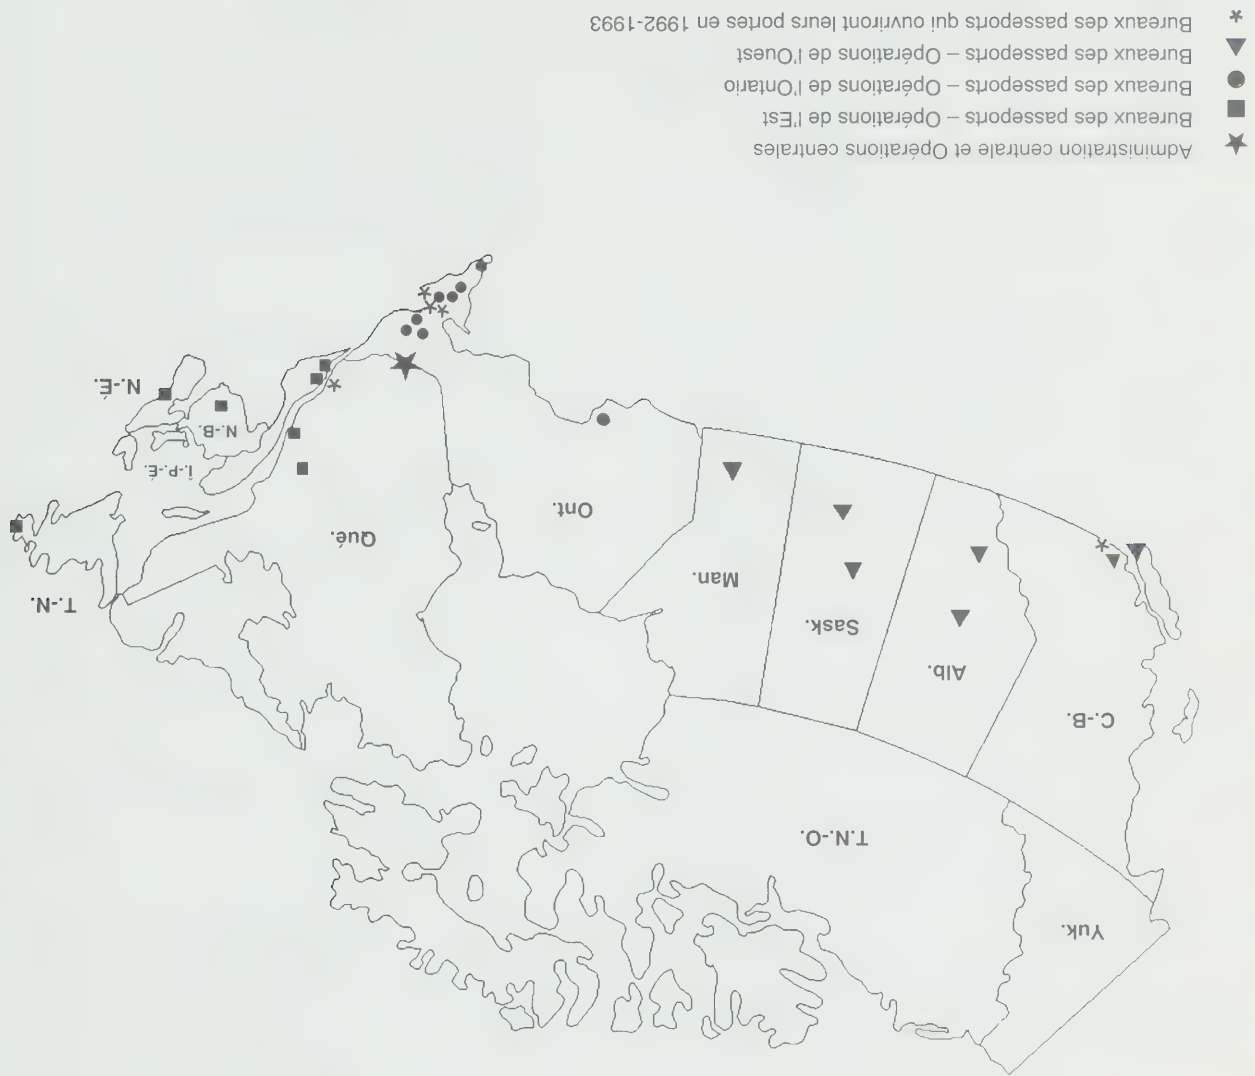 Yuk.
T.N.-O.
C.-B.
Alb.
Sask.
T.-N.
Man.
Qué.
Ont.
Î.-P.-É.
N.-B.
N.-É.
Administration centrale et Opérations centrales
Bureaux des passeports – Opérations de l'Est
Bureaux des passeports – Opérations de l'Ontario
Bureaux des passeports – Opérations de l'Ouest
Bureaux des passeports qui ouvriront leurs portes en 1992-1993